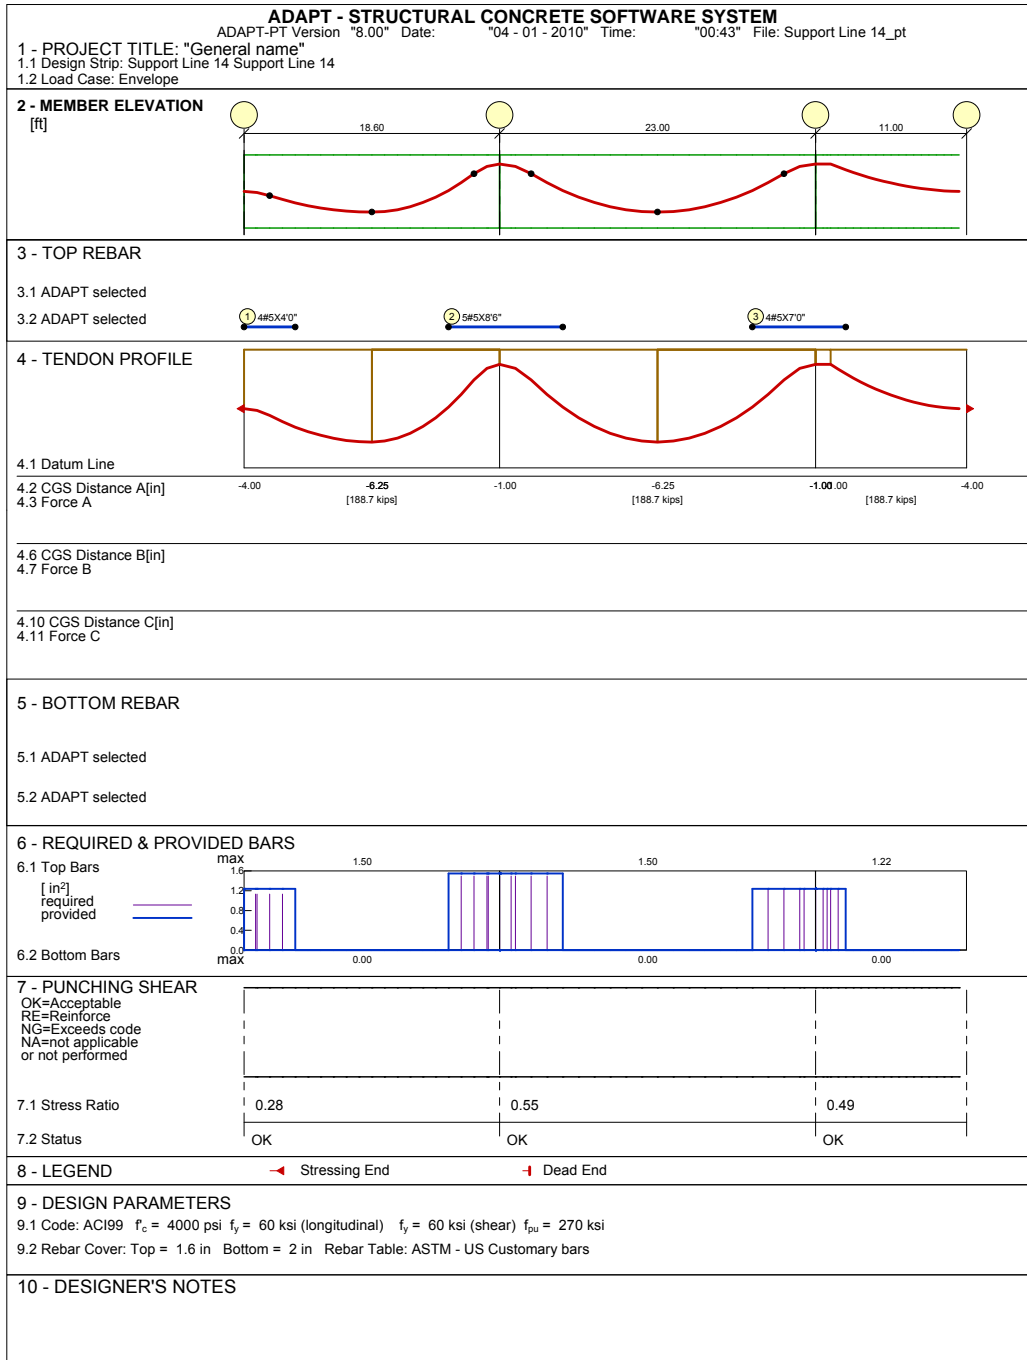 ADAPT - STRUCTURAL CONCRETE SOFTWARE SYSTEM
ADAPT-PT Version "8.00" Date: "04 - 01 - 2010" Time: "00:43" File: Support Line 14_pt
1 - PROJECT TITLE: "General name"
1.1 Design Strip: Support Line 14 Support Line 14
1.2 Load Case: Envelope
2 - MEMBER ELEVATION
[ft]
18.60 23.00 11.00
3 - TOP REBAR
3.1 ADAPT selected
3.2 ADAPT selected
1 4#5X4'0" 2 5#5X8'6" 3 4#5X7'0"
4 - TENDON PROFILE
4.1 Datum Line
4.2 CGS Distance A[in] -4.00 -6.25 -1.00 -6.25 -1.00 -1.00 -4.00
4.3 Force A [188.7 kips] [188.7 kips] [188.7 kips]
4.6 CGS Distance B[in]
4.7 Force B
4.10 CGS Distance C[in]
4.11 Force C
5 - BOTTOM REBAR
5.1 ADAPT selected
5.2 ADAPT selected
6 - REQUIRED & PROVIDED BARS
6.1 Top Bars max 1.50 1.50 1.22
[ in²]
required
provided
1.6
1.2
0.8
0.4
0.0
6.2 Bottom Bars max 0.00 0.00 0.00
7 - PUNCHING SHEAR
OK=Acceptable
RE=Reinforce
NG=Exceeds code
NA=not applicable
or not performed
7.1 Stress Ratio 0.28 0.55 0.49
7.2 Status OK OK OK
8 - LEGEND Stressing End Dead End
9 - DESIGN PARAMETERS
9.1 Code: ACI99 f'c = 4000 psi fy = 60 ksi (longitudinal) fy = 60 ksi (shear) fpu = 270 ksi
9.2 Rebar Cover: Top = 1.6 in Bottom = 2 in Rebar Table: ASTM - US Customary bars
10 - DESIGNER'S NOTES